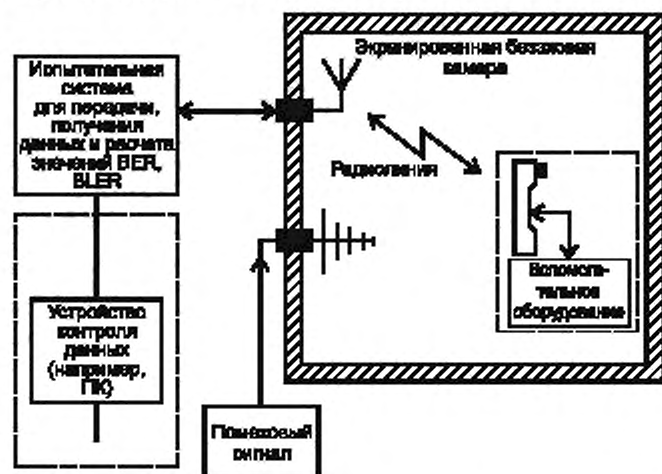 Испытательная
система
для передачи,
получения
данных и расчета
значений BER,
BLER
Экранированная безэховая
камера
Радиолиния
Вспомога-
тельное
оборудование
Устройство
контроля
данных
(например,
ПК)
Помеховый
сигнал